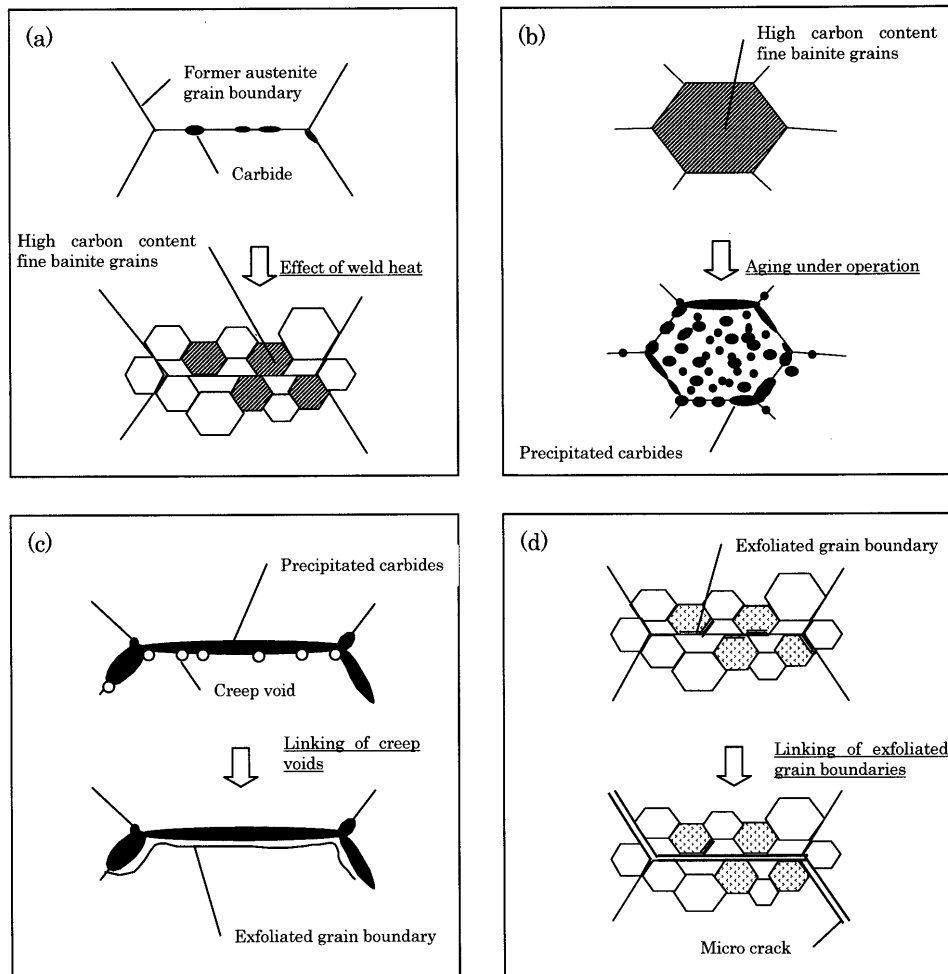 (a)
Former austenite
grain boundary
Carbide
High carbon content
fine bainite grains
Effect of weld heat
(b)
High carbon content
fine bainite grains
Aging under operation
Precipitated carbides
(c)
Precipitated carbides
Creep void
Linking of creep
voids
Exfoliated grain boundary
(d)
Exfoliated grain boundary
Linking of exfoliated
grain boundaries
Micro crack